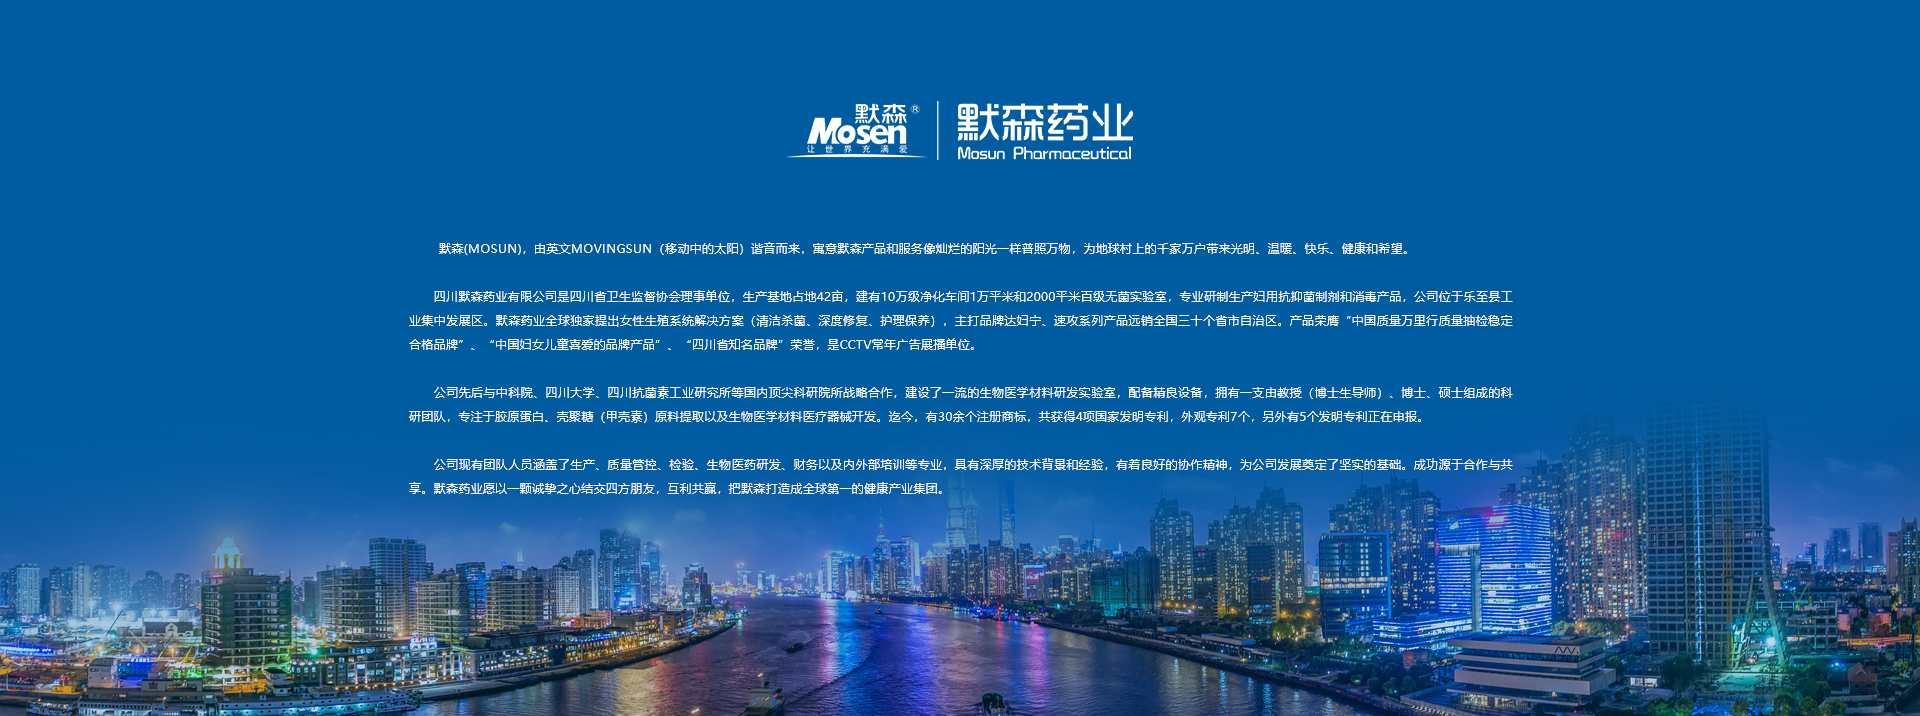 默森®
Mosen
让世界充满爱
默森药业
Mosun Pharmaceutical
默森(MOSUN)，由英文MOVINGSUN（移动中的太阳）谐音而来，寓意默森产品和服务像灿烂的阳光一样普照万物，为地球村上的千家万户带来光明、温暖、快乐、健康和希望。
四川默森药业有限公司是四川省卫生监督协会理事单位，生产基地占地42亩，建有10万级净化车间1万平米和2000平米百级无菌实验室，专业研制生产妇用抗抑菌制剂和消毒产品，公司位于乐至县工
业集中发展区。默森药业全球独家提出女性生殖系统解决方案（清洁杀菌、深度修复、护理保养），主打品牌达妇宁、速攻系列产品远销全国三十个省市自治区。产品荣膺“中国质量万里行质量抽检稳定
合格品牌”、“中国妇女儿童喜爱的品牌产品”、“四川省知名品牌”荣誉，是CCTV常年广告展播单位。
公司先后与中科院、四川大学、四川抗菌素工业研究所等国内顶尖科研院所战略合作，建设了一流的生物医学材料研发实验室，配备精良设备，拥有一支由教授（博士生导师）、博士、硕士组成的科
研团队，专注于胶原蛋白、壳聚糖（甲壳素）原料提取以及生物医学材料医疗器械开发。迄今，有30余个注册商标，共获得4项国家发明专利，外观专利7个，另外有5个发明专利正在申报。
公司现有团队人员涵盖了生产、质量管控、检验、生物医药研发、财务以及内外部培训等专业，具有深厚的技术背景和经验，有着良好的协作精神，为公司发展奠定了坚实的基础。成功源于合作与共
享。默森药业愿以一颗诚挚之心结交四方朋友，互利共赢，把默森打造成全球第一的健康产业集团。